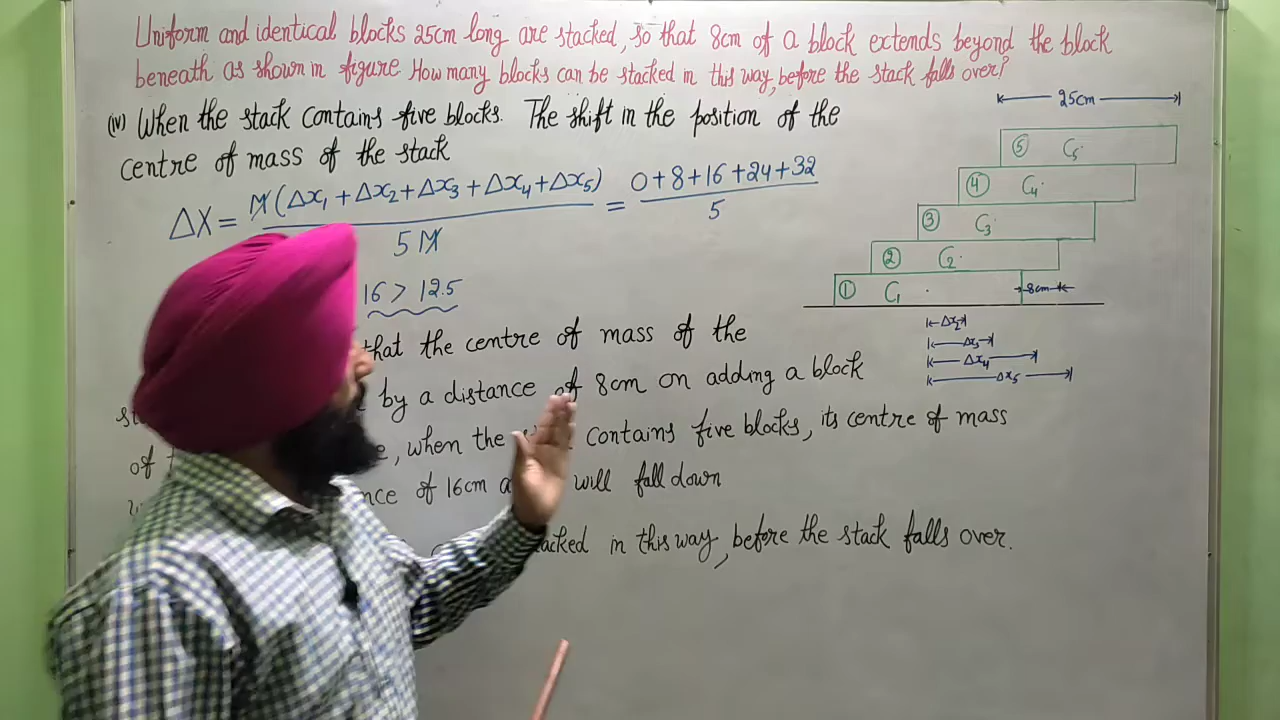 Uniform and identical blocks 25cm long are stacked, so that 8cm of a block extends beyond the block
beneath as shown in figure. How many blocks can be stacked in this way, before the stack falls over?
(iv) When the stack contains five blocks. The shift in the position of the
centre of mass of the stack
ΔX = M(Δx₁ + Δx₂ + Δx₃ + Δx₄ + Δx₅) / 5M = 0 + 8 + 16 + 24 + 32 / 5
16 > 12.5
that the centre of mass of the
by a distance of 8cm on adding a block
of
, when the contains five blocks, its centre of mass
of 16cm will fall down
in this way, before the stack falls over.
25cm
⑤ C₅
④ C₄
③ C₃
② C₂
① C₁ 8cm
Δx₂
Δx₃
Δx₄
Δx₅